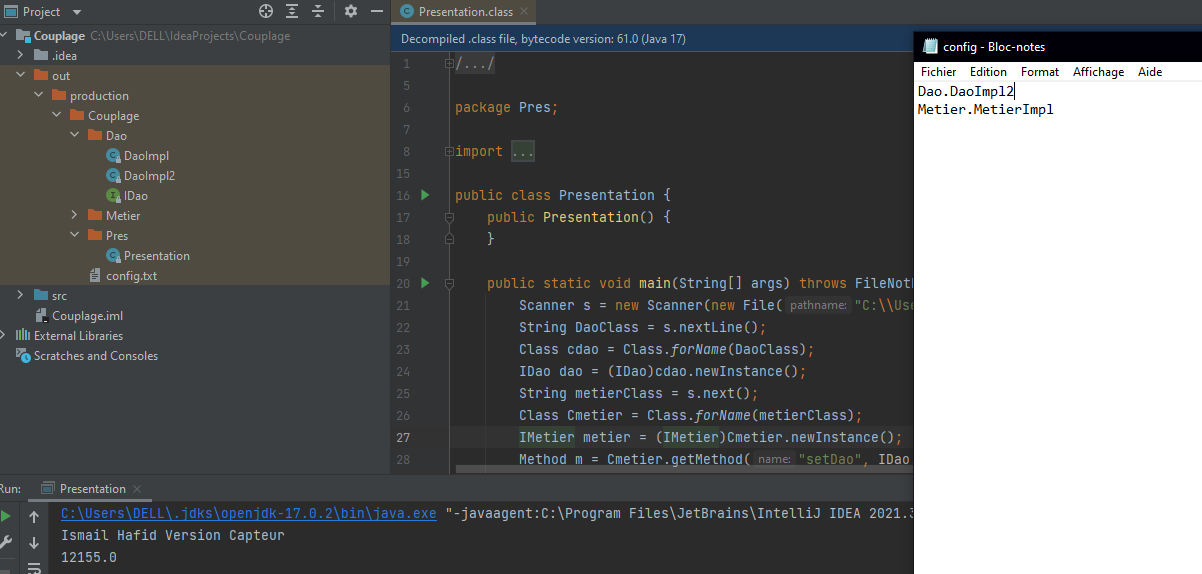 Project
Couplage C:\Users\DELL\IdeaProjects\Couplage
.idea
out
production
Couplage
Dao
DaoImpl
DaoImpl2
IDao
Metier
Pres
Presentation
config.txt
src
Couplage.iml
External Libraries
Scratches and Consoles
Presentation.class
Decompiled .class file, bytecode version: 61.0 (Java 17)
1 /.../
5
6 package Pres;
7
8 import ...
15
16 public class Presentation {
17 public Presentation() {
18 }
19
20 public static void main(String[] args) throws FileNot
21 Scanner s = new Scanner(new File( pathname: "C:\\Use
22 String DaoClass = s.nextLine();
23 Class cdao = Class.forName(DaoClass);
24 IDao dao = (IDao)cdao.newInstance();
25 String metierClass = s.next();
26 Class Cmetier = Class.forName(metierClass);
27 IMetier metier = (IMetier)Cmetier.newInstance();
28 Method m = Cmetier.getMethod( name: "setDao", IDao
config - Bloc-notes
Fichier Edition Format Affichage Aide
Dao.DaoImpl2
Metier.MetierImpl
Run: Presentation
C:\Users\DELL\.jdks\openjdk-17.0.2\bin\java.exe "-javaagent:C:\Program Files\JetBrains\IntelliJ IDEA 2021.3
Ismail Hafid Version Capteur
12155.0